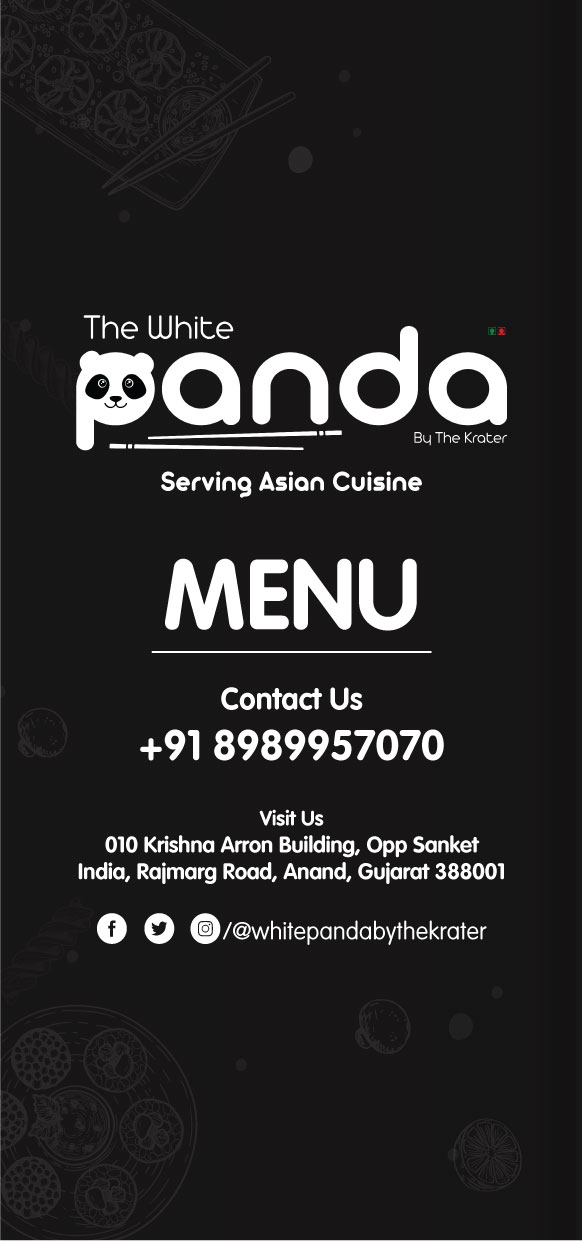 The White
panda
By The Krater
Serving Asian Cuisine
MENU
Contact Us
+91 8989957070
Visit Us
010 Krishna Arron Building, Opp Sanket
India, Rajmarg Road, Anand, Gujarat 388001
/@whitepandabythekrater